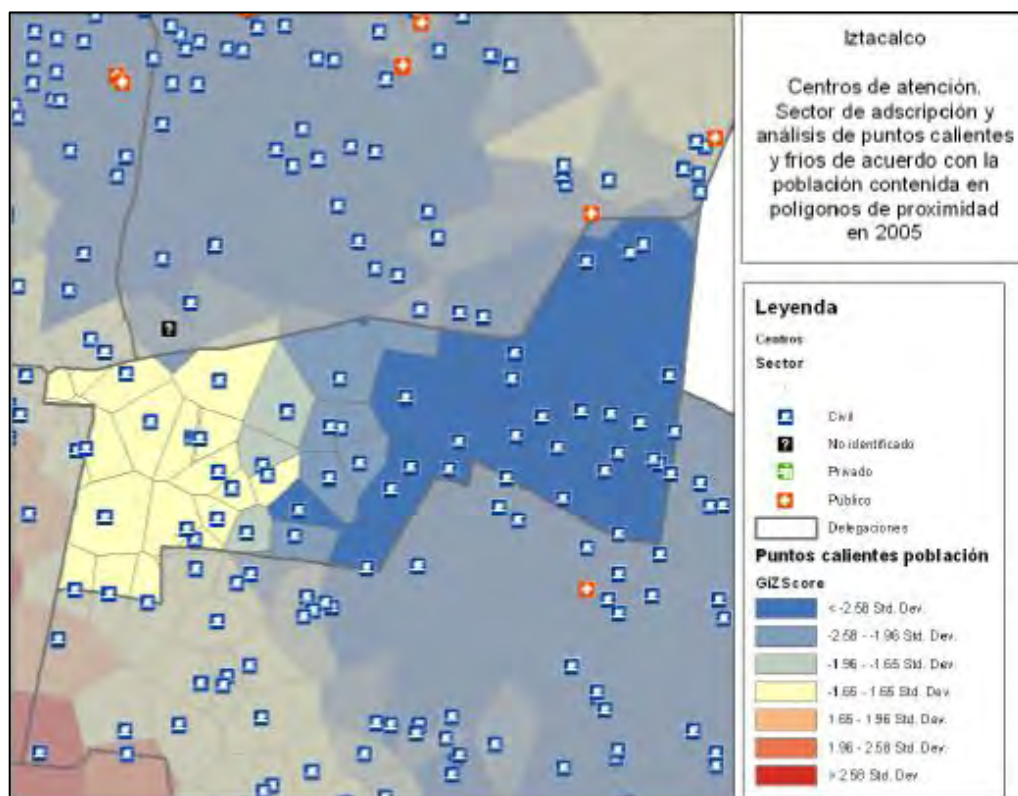 Iztacalco
Centros de atención.
Sector de adscripción y
análisis de puntos calientes
y fríos de acuerdo con la
población contenida en
polígonos de proximidad
en 2005
Leyenda
Centros
Sector
Civil
? No identificado
Privado
Público
Delegaciones
Puntos calientes población
GiZScore
< -2.58 Std. Dev.
-2.58 - -1.96 Std. Dev.
-1.96 - -1.65 Std. Dev.
-1.65 - 1.65 Std. Dev.
1.65 - 1.96 Std. Dev.
1.96 - 2.58 Std. Dev.
> 2.58 Std. Dev.
?